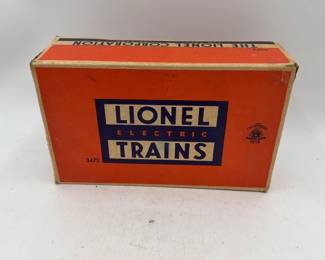 THE LIONEL CORPORATION
LIONEL
ELECTRIC
TRAINS